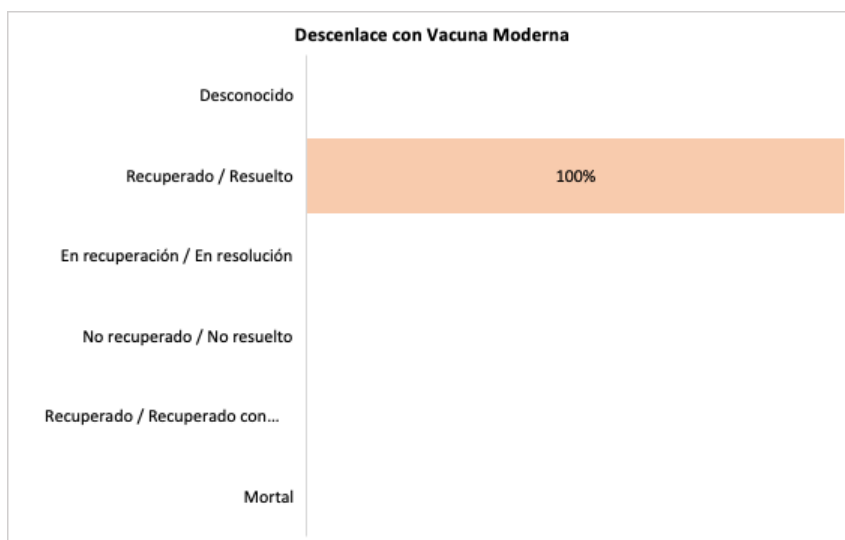 Descenlace con Vacuna Moderna
Desconocido
Recuperado / Resuelto
100%
En recuperación / En resolución
No recuperado / No resuelto
Recuperado / Recuperado con...
Mortal